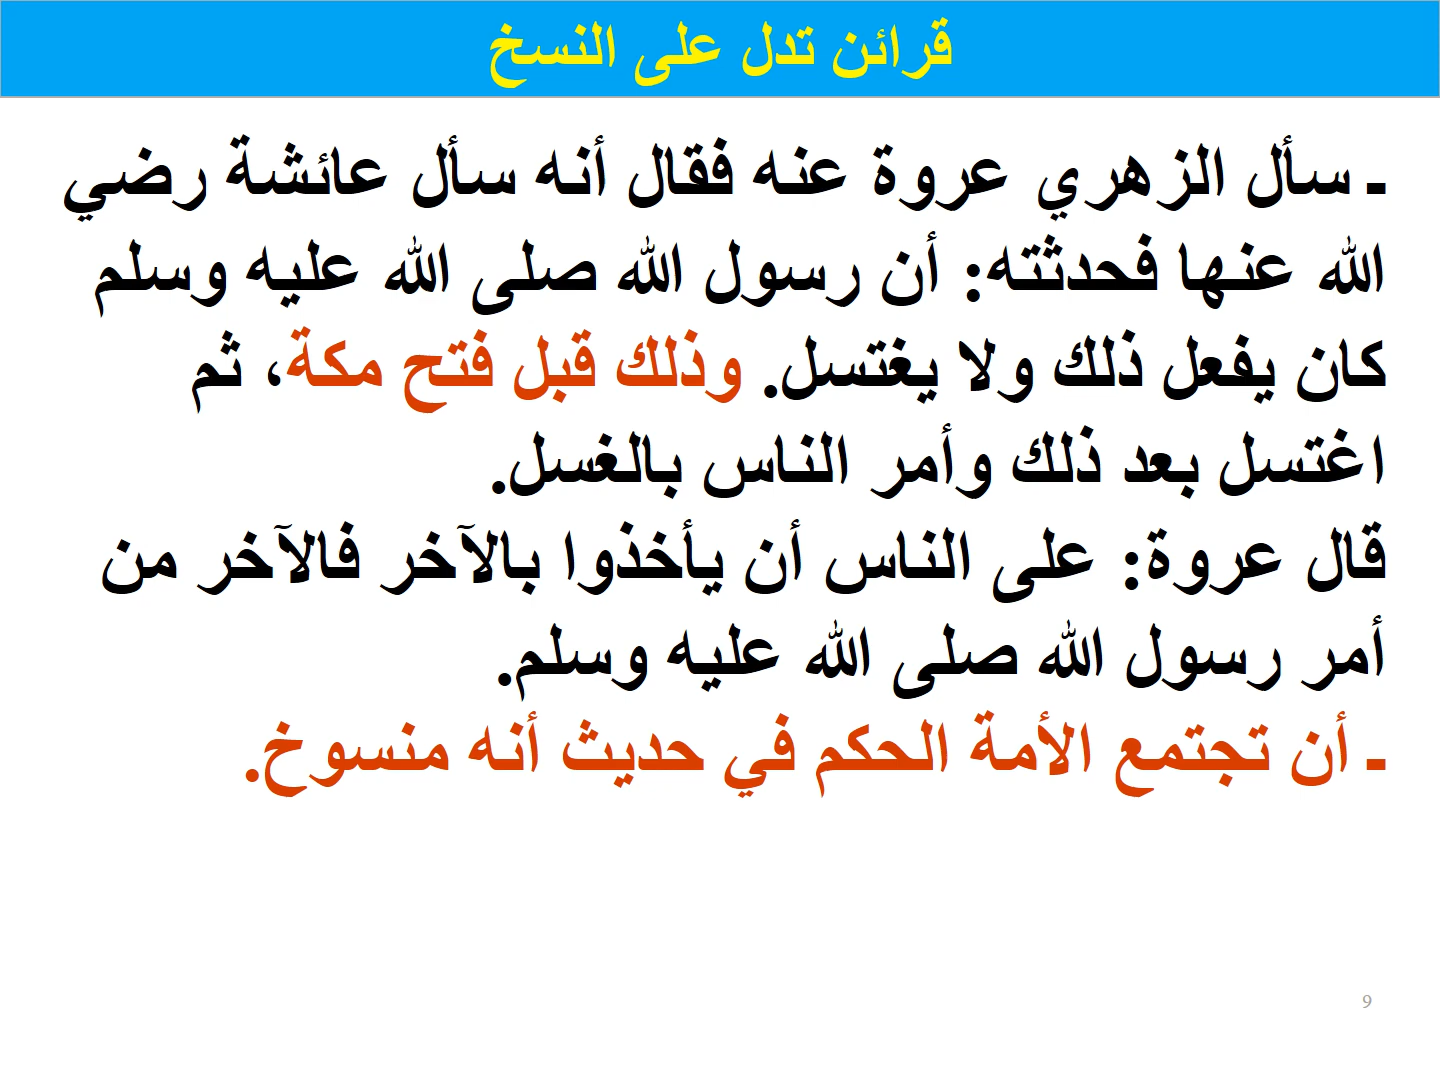 قرائن تدل على النسخ
ـ سأل الزهري عروة عنه فقال أنه سأل عائشة رضي
الله عنها فحدثته: أن رسول الله صلى الله عليه وسلم
كان يفعل ذلك ولا يغتسل. وذلك قبل فتح مكة، ثم
اغتسل بعد ذلك وأمر الناس بالغسل.
قال عروة: على الناس أن يأخذوا بالآخر فالآخر من
أمر رسول الله صلى الله عليه وسلم.
ـ أن تجتمع الأمة الحكم في حديث أنه منسوخ.
9